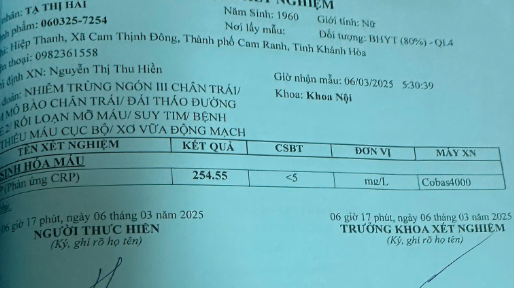 NGHIỆM
nhân: TẠ THỊ HẢI
Năm Sinh: 1960 Giới tính: Nữ
phẩm: 060325-7254
Nơi lấy mẫu: Đối tượng: BHYT (80%) - QL4
Hiệp Thanh, Xã Cam Thịnh Đông, Thành phố Cam Ranh, Tỉnh Khánh Hòa
thoại: 0982361558
định XN: Nguyễn Thị Thu Hiền
Giờ nhận mẫu: 06/03/2025 5:30:39
đoán: NHIỄM TRÙNG NGÓN III CHÂN TRÁI/
Khoa: Khoa Nội
MÔ BÀO CHÂN TRÁI/ ĐÁI THÁO ĐƯỜNG
2/ RỐI LOẠN MỠ MÁU/ SUY TIM/ BỆNH
THIẾU MÁU CỤC BỘ/ XƠ VỮA ĐỘNG MẠCH
TÊN XÉT NGHIỆM KẾT QUẢ CSBT ĐƠN VỊ MÁY XN
SINH HÓA MÁU
(Phản ứng CRP) 254.55 <5 mg/L Cobas4000
06 giờ 17 phút, ngày 06 tháng 03 năm 2025
06 giờ 17 phút, ngày 06 tháng 03 năm 2025
NGƯỜI THỰC HIỆN
TRƯỞNG KHOA XÉT NGHIỆM
(Ký, ghi rõ họ tên)
(Ký, ghi rõ họ tên)